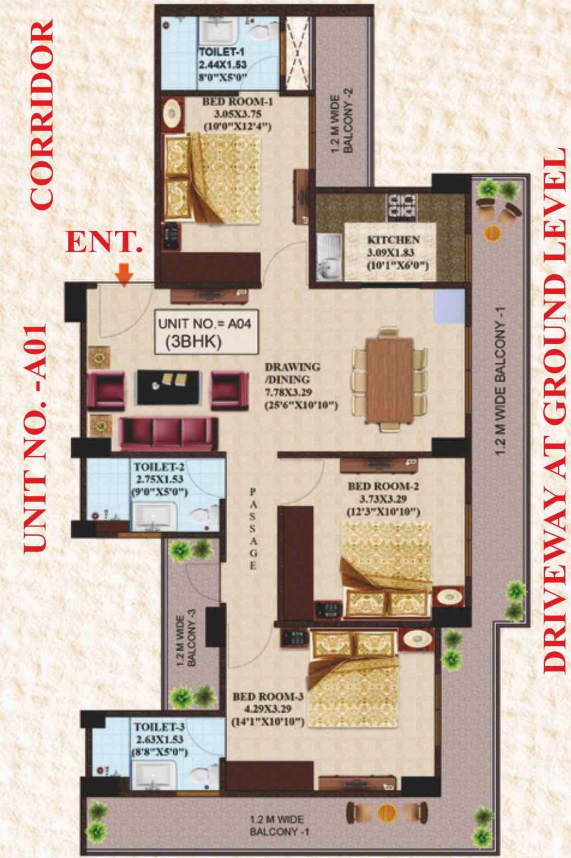 TOILET-1
2.44X1.53
8'0"X5'0"
BED ROOM-1
3.05X3.75
(10'0"X12'4")
1.2 M WIDE
BALCONY -2
CORRIDOR
ENT.
KITCHEN
3.09X1.83
(10'1"X6'0")
UNIT NO.= A04
(3BHK)
DRAWING
/DINING
7.78X3.29
(25'6"X10'10")
1.2 M WIDE BALCONY -1
DRIVEWAY AT GROUND LEVEL
UNIT NO. -A01
TOILET-2
2.75X1.53
(9'0"X5'0")
PASSAGE
BED ROOM-2
3.73X3.29
(12'3"X10'10")
1.2 M WIDE
BALCONY -3
BED ROOM-3
4.29X3.29
(14'1"X10'10")
TOILET-3
2.63X1.53
(8'8"X5'0")
1.2 M WIDE
BALCONY -1